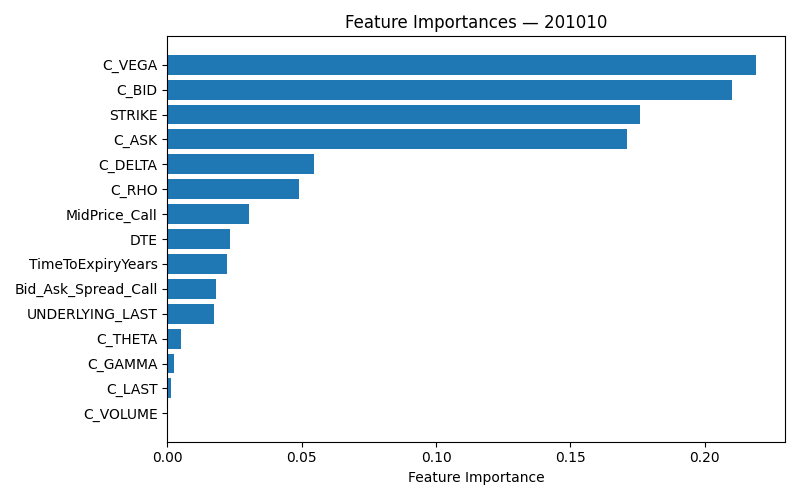 Feature Importances — 201010
C_VEGA
C_BID
STRIKE
C_ASK
C_DELTA
C_RHO
MidPrice_Call
DTE
TimeToExpiryYears
Bid_Ask_Spread_Call
UNDERLYING_LAST
C_THETA
C_GAMMA
C_LAST
C_VOLUME
0.00 0.05 0.10 0.15 0.20
Feature Importance